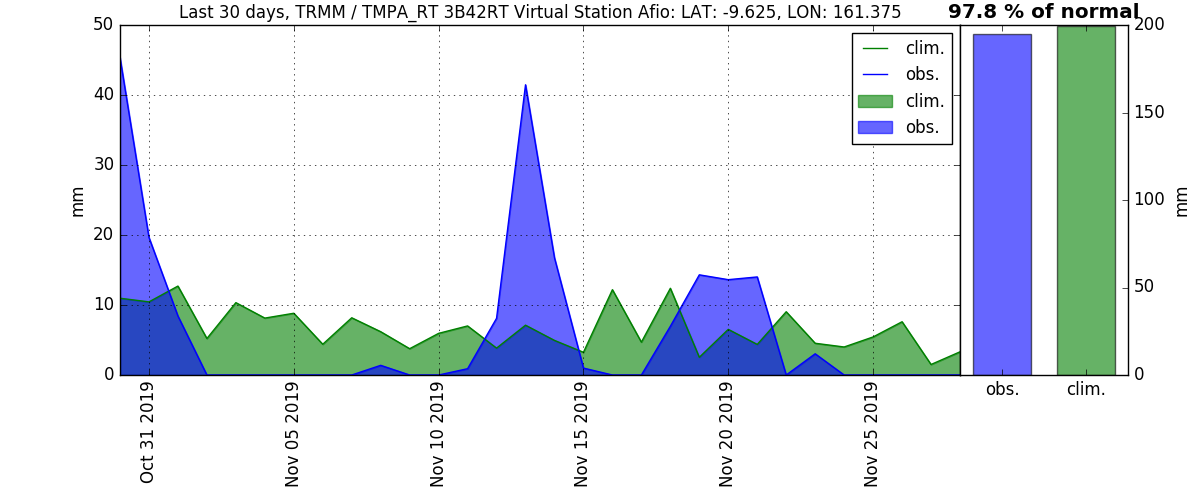 Last 30 days, TRMM / TMPA_RT 3B42RT Virtual Station Afio: LAT: -9.625, LON: 161.375
97.8 % of normal
50
40
30
20
10
0
mm
clim.
obs.
clim.
obs.
200
150
100
50
0
mm
obs.
clim.
Oct 31 2019
Nov 05 2019
Nov 10 2019
Nov 15 2019
Nov 20 2019
Nov 25 2019